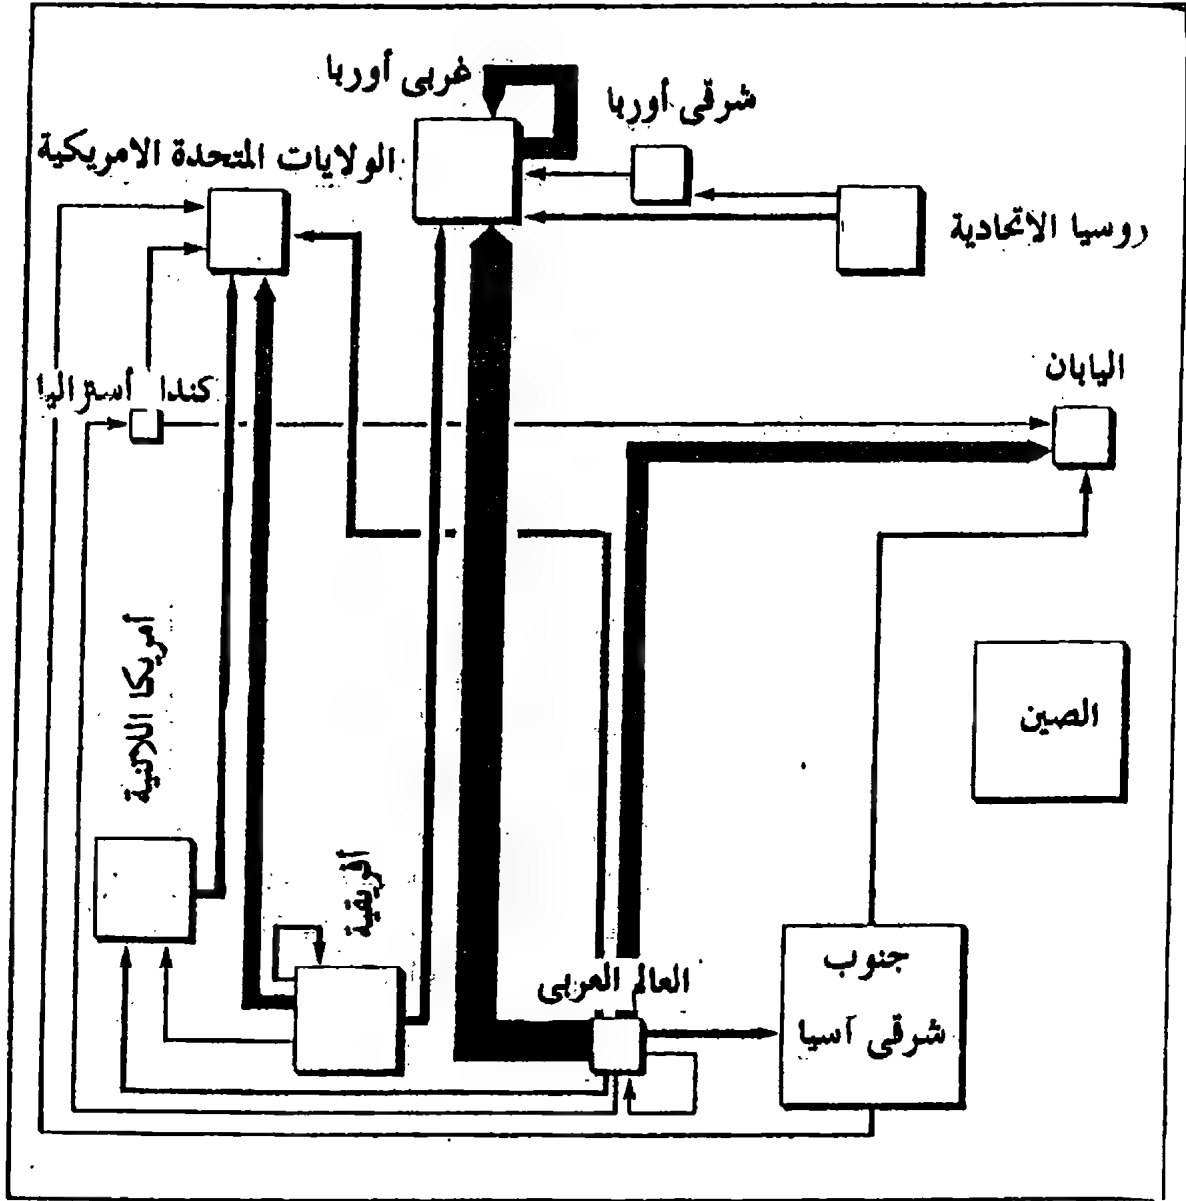 غربى أوربا
شرقى أوربا
الولايات المتحدة الامريكية
روسيا الاتحادية
اليابان
كندا أستراليا
أمريكا اللاتنية
الصين
أفريقية
العالم العربى
جنوب
شرقى آسيا